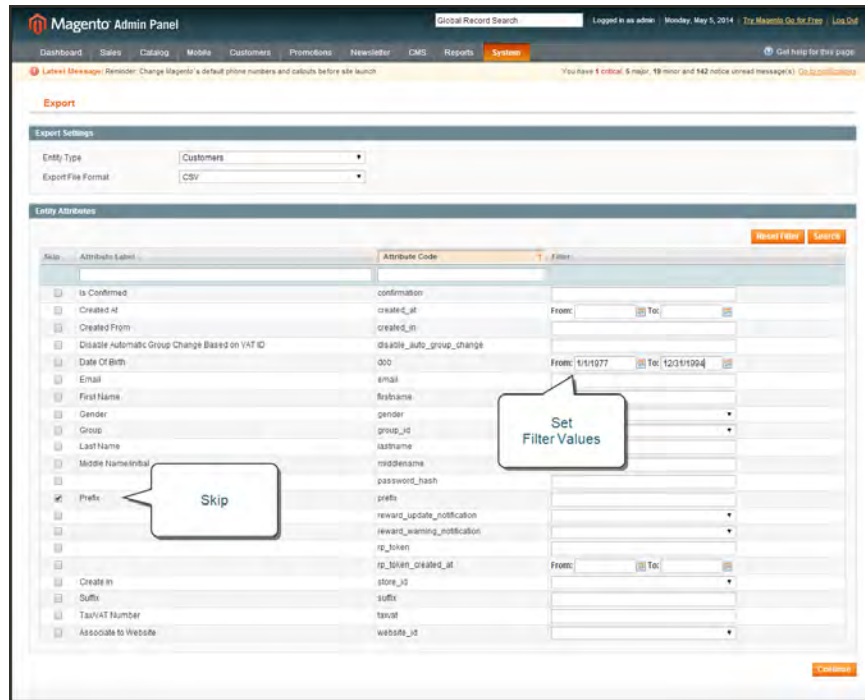 Magento Admin Panel
Global Record Search
Logged in as admin | Monday, May 5, 2014 | Try Magento Go for Free | Log Out
Dashboard Sales Catalog Mobile Customers Promotions Newsletter CMS Reports System
Get help for this page
Latest Message: Reminder: Change Magento's default phone numbers and callouts before site launch
You have 1 critical, 5 major, 19 minor and 142 notice unread message(s). Go to notifications
Export
Export Settings
Entity Type Customers
Export File Format CSV
Entity Attributes
Reset Filter Search
Skip Attribute Label Attribute Code Filter
Is Confirmed confirmation
Created At created_at From: To:
Created From created_in
Disable Automatic Group Change Based on VAT ID disable_auto_group_change
Date Of Birth dob From: 1/1/1977 To: 12/31/1994
Email email
First Name firstname
Gender gender
Set
Filter Values
Group group_id
Last Name lastname
Middle Name/Initial middlename
password_hash
Prefix prefix
Skip
reward_update_notification
reward_warning_notification
rp_token
rp_token_created_at From: To:
Create In store_id
Suffix suffix
Tax/VAT Number taxvat
Associate to Website website_id
Continue